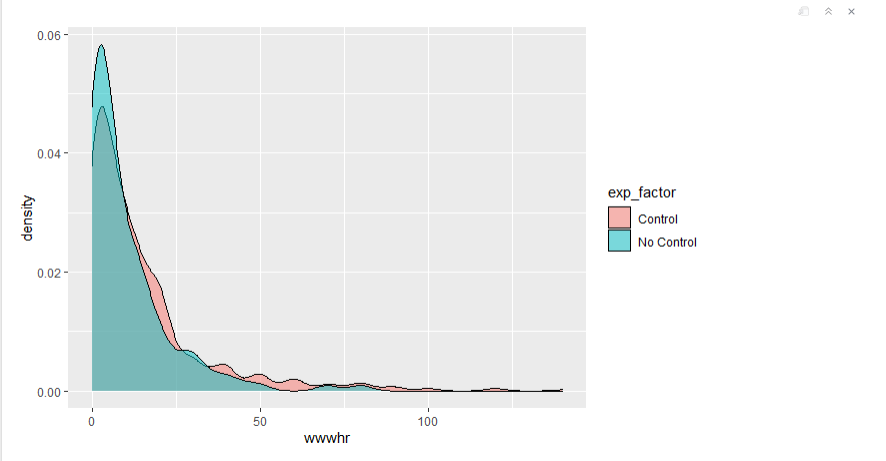 0.06
0.04
0.02
0.00
density
0 50 100
wwwhr
exp_factor
Control
No Control